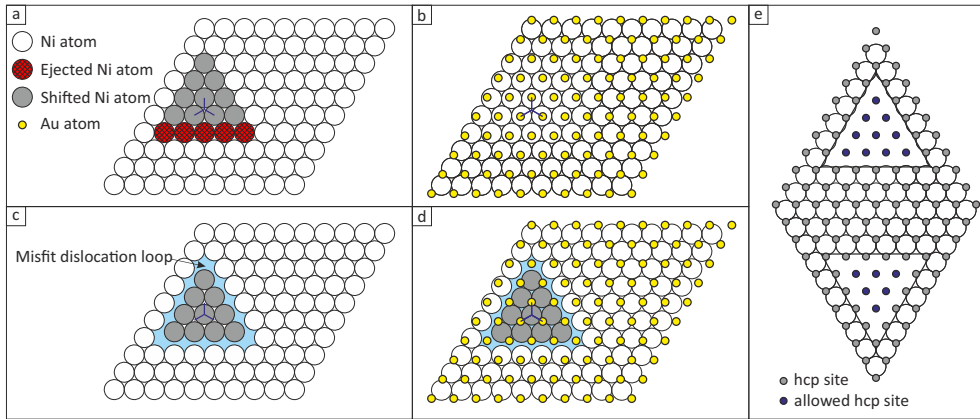 a
Ni atom
Ejected Ni atom
Shifted Ni atom
Au atom
b
c
Misfit dislocation loop
d
e
hcp site
allowed hcp site